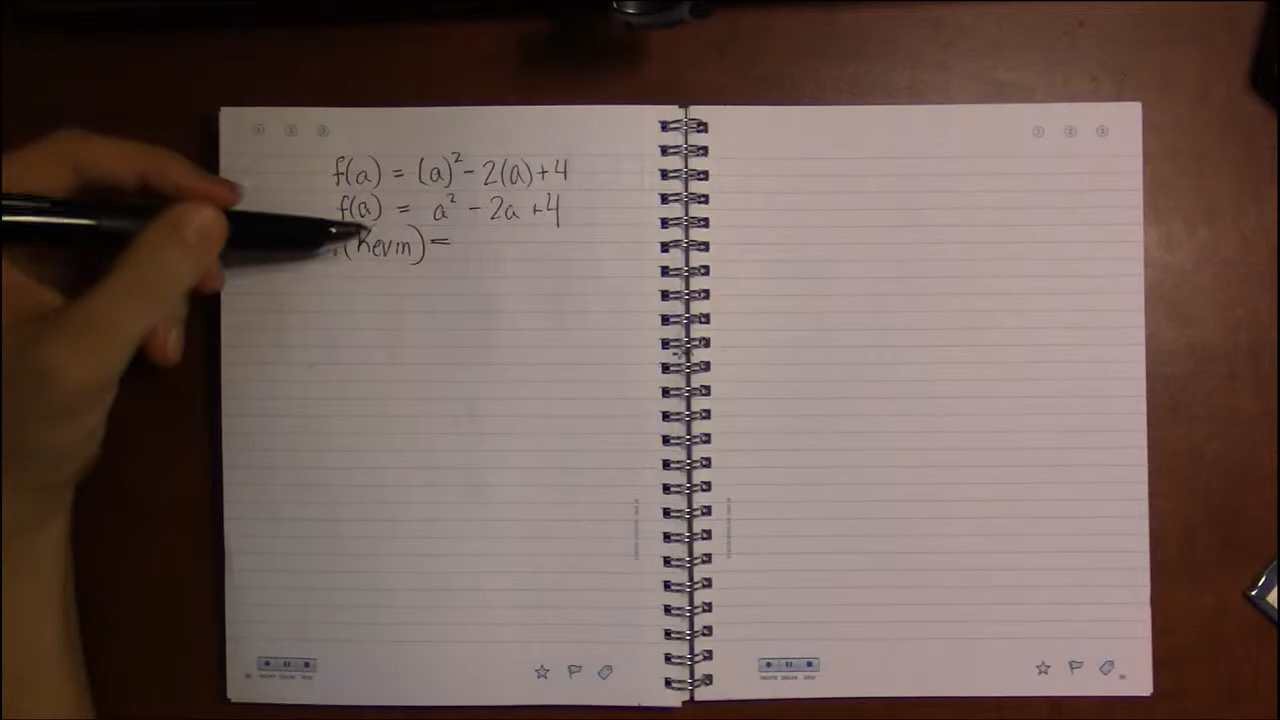 f(a) = (a)² - 2(a) + 4
f(a) = a² - 2a + 4
(Kevin) =